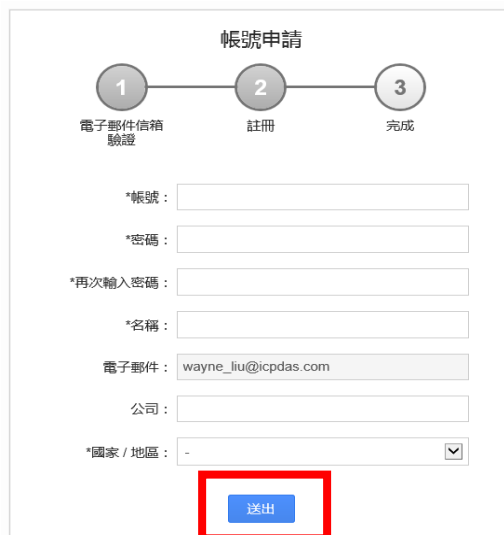 帳號申請
1 2 3
電子郵件信箱 註冊 完成
驗證
*帳號：
*密碼：
*再次輸入密碼：
*名稱：
電子郵件： wayne_liu@icpdas.com
公司：
*國家 / 地區： -
送出